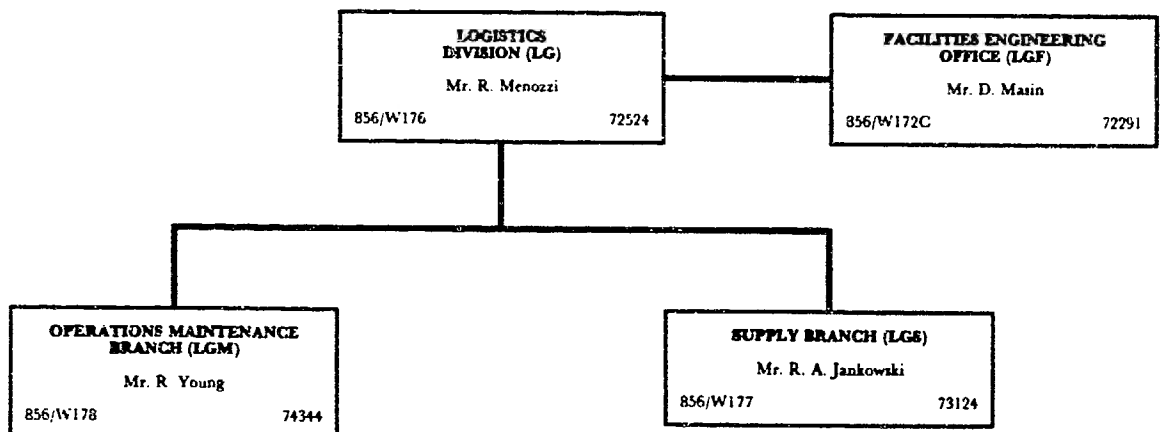 LOGISTICS
DIVISION (LG)
Mr. R. Menozzi
856/W176 72524
FACILITIES ENGINEERING
OFFICE (LGF)
Mr. D. Masin
856/W172C 72291
OPERATIONS MAINTENANCE
BRANCH (LGM)
Mr. R Young
856/W178 74344
SUPPLY BRANCH (LGS)
Mr. R. A. Jankowski
856/W177 73124